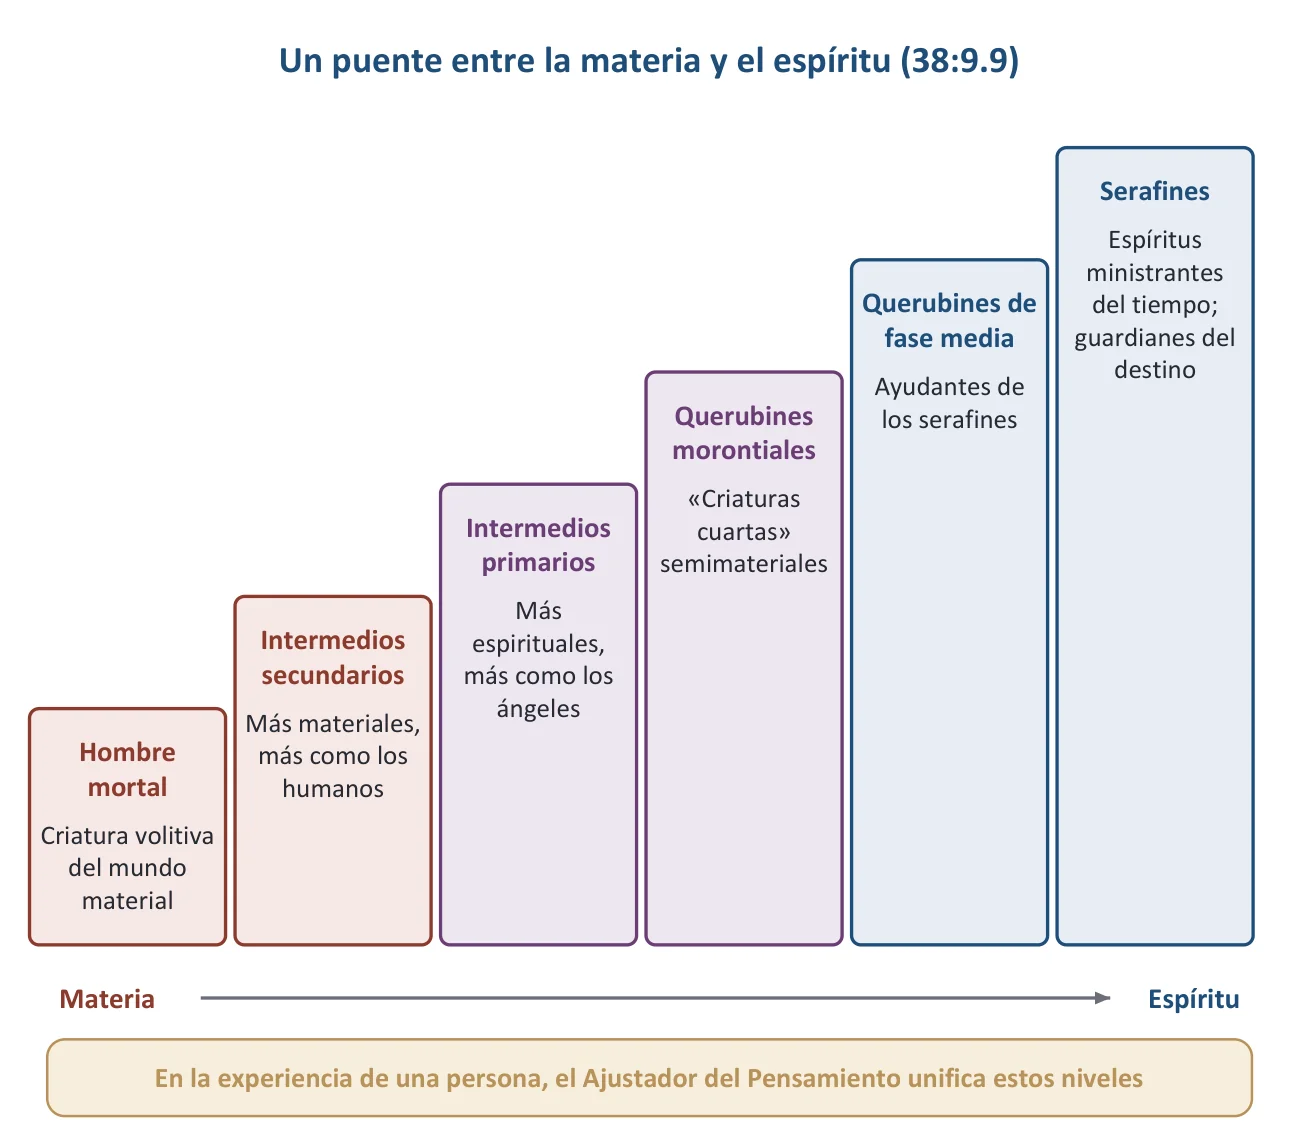 Un puente entre la materia y el espíritu (38:9.9)
Hombre
mortal
Criatura volitiva
del mundo
material
Intermedios
secundarios
Más materiales,
más como los
humanos
Intermedios
primarios
Más
espirituales,
más como los
ángeles
Querubines
morontiales
«Criaturas
cuartas»
semimateriales
Querubines de
fase media
Ayudantes de
los serafines
Serafines
Espíritus
ministrantes
del tiempo;
guardianes del
destino
Materia
Espíritu
En la experiencia de una persona, el Ajustador del Pensamiento unifica estos niveles